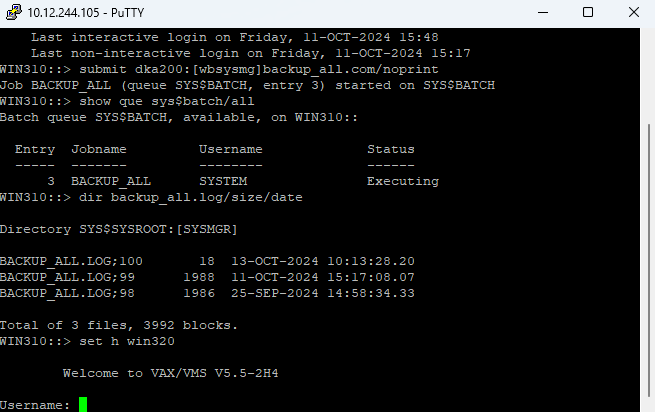 10.12.244.105 - PuTTY
Last interactive login on Friday, 11-OCT-2024 15:48
Last non-interactive login on Friday, 11-OCT-2024 15:17
WIN310::> submit dka200:[wbsysmg]backup_all.com/noprint
Job BACKUP_ALL (queue SYS$BATCH, entry 3) started on SYS$BATCH
WIN310::> show que sys$batch/all
Batch queue SYS$BATCH, available, on WIN310::
Entry  Jobname         Username             Status
-----  -------         --------             ------
3  BACKUP_ALL      SYSTEM               Executing
WIN310::> dir backup_all.log/size/date
Directory SYS$SYSROOT:[SYSMGR]
BACKUP_ALL.LOG;100       18  13-OCT-2024 10:13:28.20
BACKUP_ALL.LOG;99      1988  11-OCT-2024 15:17:08.07
BACKUP_ALL.LOG;98      1986  25-SEP-2024 14:58:34.33
Total of 3 files, 3992 blocks.
WIN310::> set h win320
Welcome to VAX/VMS V5.5-2H4
Username: